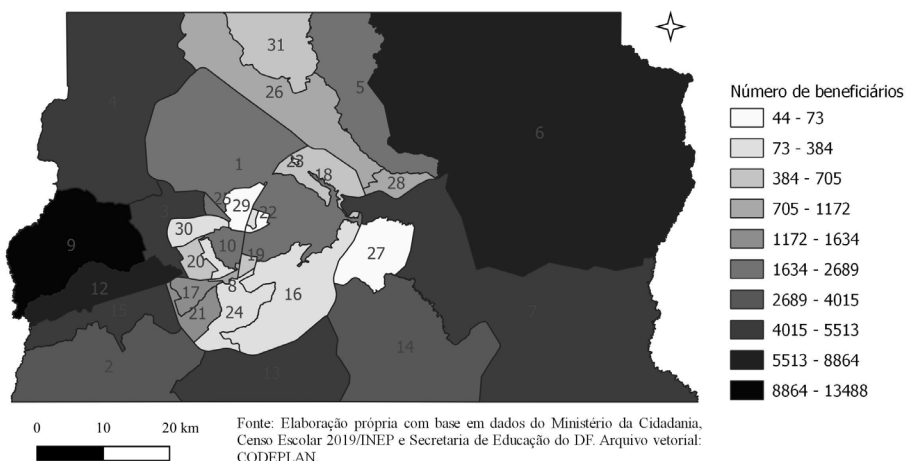 31
26
5
4
6
1
23
18
28
25
29
22
3
30
9
10
27
20
19
12
17
8
16
15
21
24
7
14
2
13
Número de beneficiários
44 - 73
73 - 384
384 - 705
705 - 1172
1172 - 1634
1634 - 2689
2689 - 4015
4015 - 5513
5513 - 8864
8864 - 13488
0 10 20 km
Fonte: Elaboração própria com base em dados do Ministério da Cidadania,
Censo Escolar 2019/INEP e Secretaria de Educação do DF. Arquivo vetorial:
CODEPLAN.